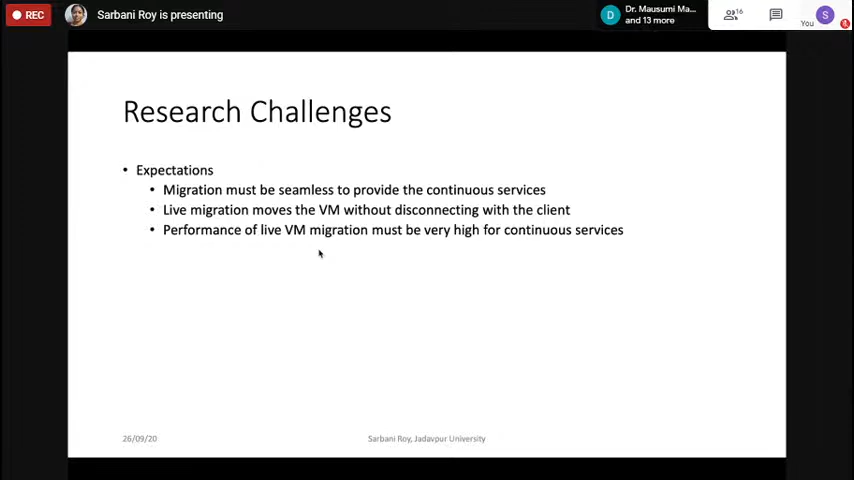 REC
Sarbani Roy is presenting
D
Dr. Mausumi Ma...
and 13 more
16
You
S
Research Challenges
• Expectations
• Migration must be seamless to provide the continuous services
• Live migration moves the VM without disconnecting with the client
• Performance of live VM migration must be very high for continuous services
26/09/20
Sarbani Roy, Jadavpur University